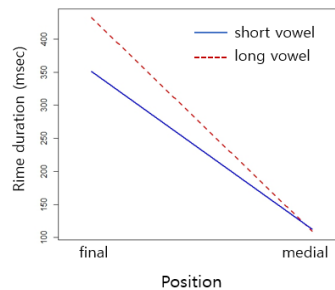 short vowel
long vowel
Rime duration (msec)
400
350
300
250
200
150
100
final
medial
Position